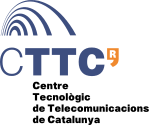 CTTC R
Centre
Tecnològic
de Telecomunicacions
de Catalunya